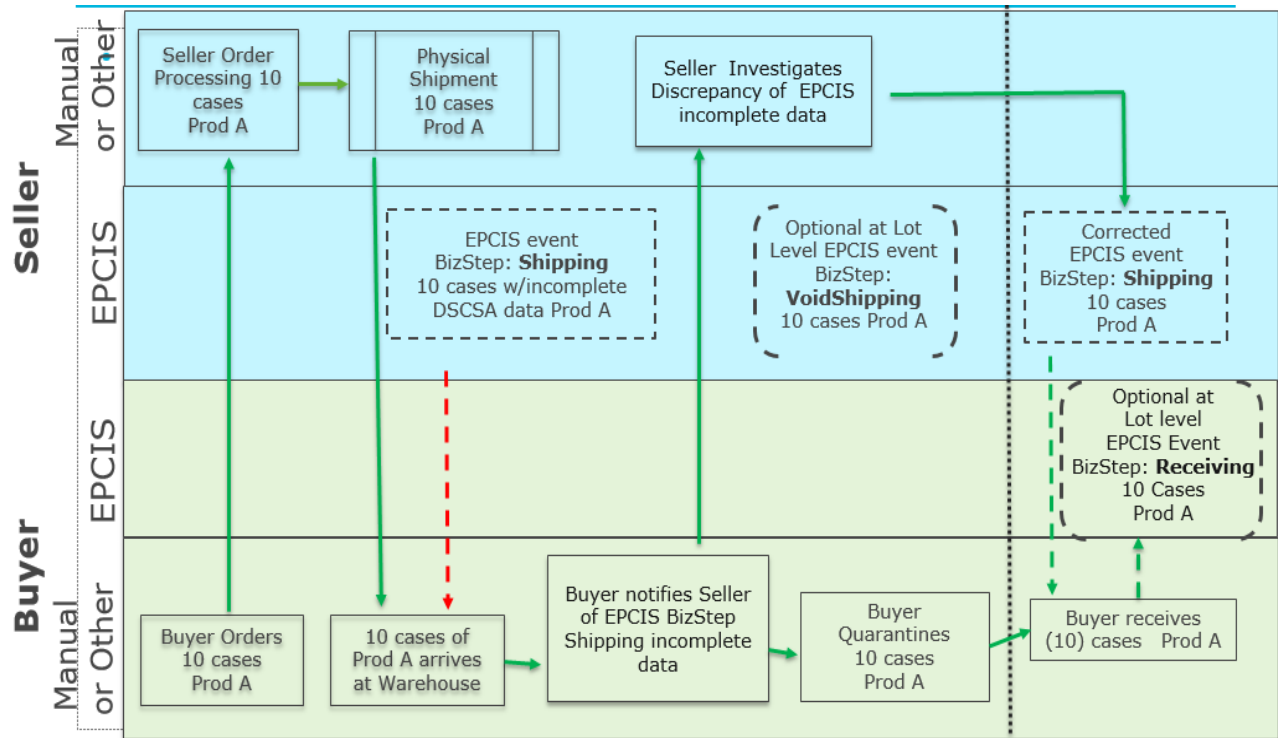 Seller
Manual
or Other
Seller Order
Processing 10
cases
Prod A
Physical
Shipment
10 cases
Prod A
Seller  Investigates
Discrepancy of  EPCIS
incomplete data
EPCIS
EPCIS event
BizStep: Shipping
10 cases w/incomplete
DSCSA data Prod A
Optional at Lot
Level EPCIS event
BizStep:
VoidShipping
10 cases Prod A
Corrected
EPCIS event
BizStep: Shipping
10 cases
Prod A
Buyer
EPCIS
Optional at
Lot level
EPCIS Event
BizStep: Receiving
10 Cases
Prod A
Manual
or Other
Buyer Orders
10 cases
Prod A
10 cases of
Prod A arrives
at Warehouse
Buyer notifies Seller
of EPCIS BizStep
Shipping incomplete
data
Buyer
Quarantines
10 cases
Prod A
Buyer receives
(10) cases   Prod A